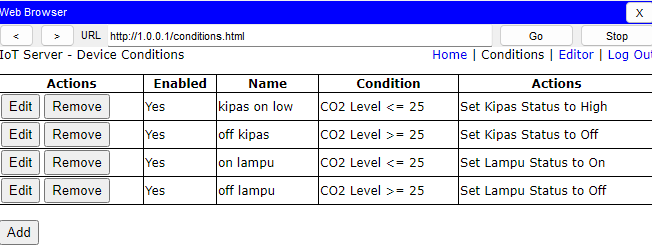 Web Browser X
< > URL http://1.0.0.1/conditions.html Go Stop
IoT Server - Device Conditions Home | Conditions | Editor | Log Out
Actions Enabled Name Condition Actions
Edit Remove Yes kipas on low CO2 Level <= 25 Set Kipas Status to High
Edit Remove Yes off kipas CO2 Level >= 25 Set Kipas Status to Off
Edit Remove Yes on lampu CO2 Level <= 25 Set Lampu Status to On
Edit Remove Yes off lampu CO2 Level >= 25 Set Lampu Status to Off
Add